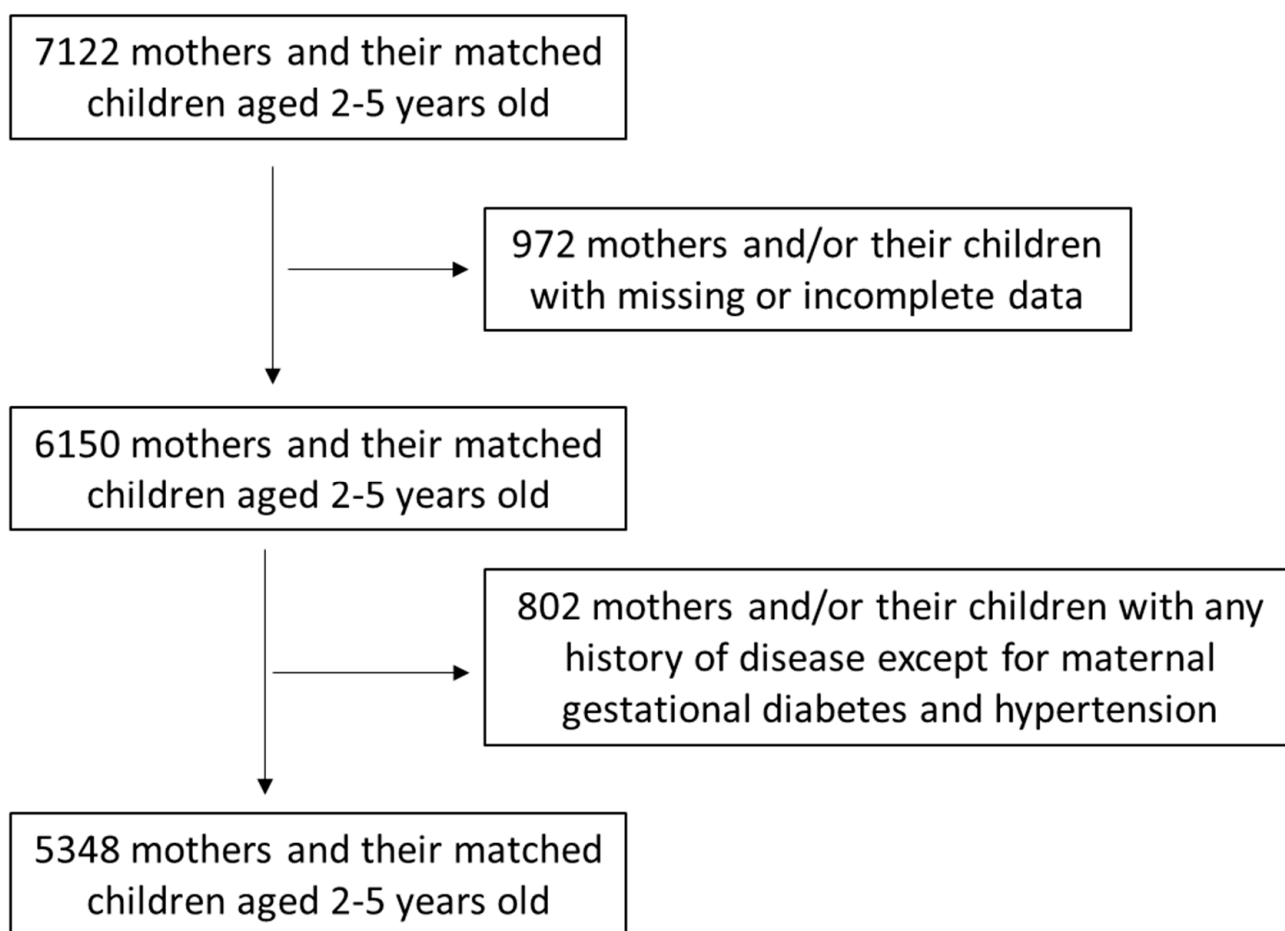 7122 mothers and their matched
children aged 2-5 years old
972 mothers and/or their children
with missing or incomplete data
6150 mothers and their matched
children aged 2-5 years old
802 mothers and/or their children with any
history of disease except for maternal
gestational diabetes and hypertension
5348 mothers and their matched
children aged 2-5 years old